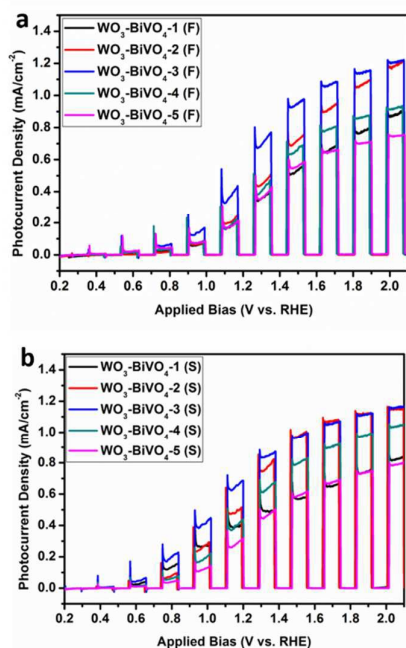 a
WO₃-BiVO₄-1 (F)
WO₃-BiVO₄-2 (F)
WO₃-BiVO₄-3 (F)
WO₃-BiVO₄-4 (F)
WO₃-BiVO₄-5 (F)
Photocurrent Density (mA/cm⁻²)
1.4
1.2
1.0
0.8
0.6
0.4
0.2
0.0
0.2 0.4 0.6 0.8 1.0 1.2 1.4 1.6 1.8 2.0
Applied Bias (V vs. RHE)
b
WO₃-BiVO₄-1 (S)
WO₃-BiVO₄-2 (S)
WO₃-BiVO₄-3 (S)
WO₃-BiVO₄-4 (S)
WO₃-BiVO₄-5 (S)
Photocurrent Density (mA/cm⁻²)
1.4
1.2
1.0
0.8
0.6
0.4
0.2
0.0
0.2 0.4 0.6 0.8 1.0 1.2 1.4 1.6 1.8 2.0
Applied Bias (V vs. RHE)